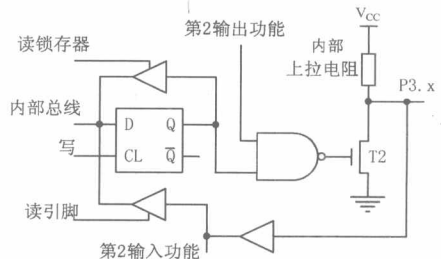 读锁存器
第2输出功能
V_CC
内部
上拉电阻
P3.x
内部总线
D
Q
写
CL
Q̅
T2
读引脚
第2输入功能